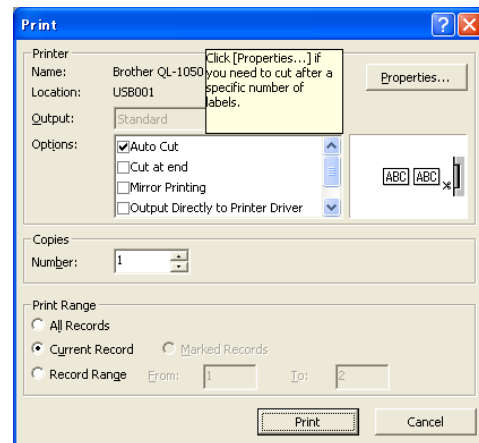 Print
Printer
Name: Brother QL-1050
Click [Properties...] if
you need to cut after a
specific number of
labels.
Properties...
Location: USB001
Output: Standard
Options:
Auto Cut
Cut at end
Mirror Printing
Output Directly to Printer Driver
ABC ABC
Copies
Number: 1
Print Range
All Records
Current Record Marked Records
Record Range From: 1 To: 2
Print Cancel